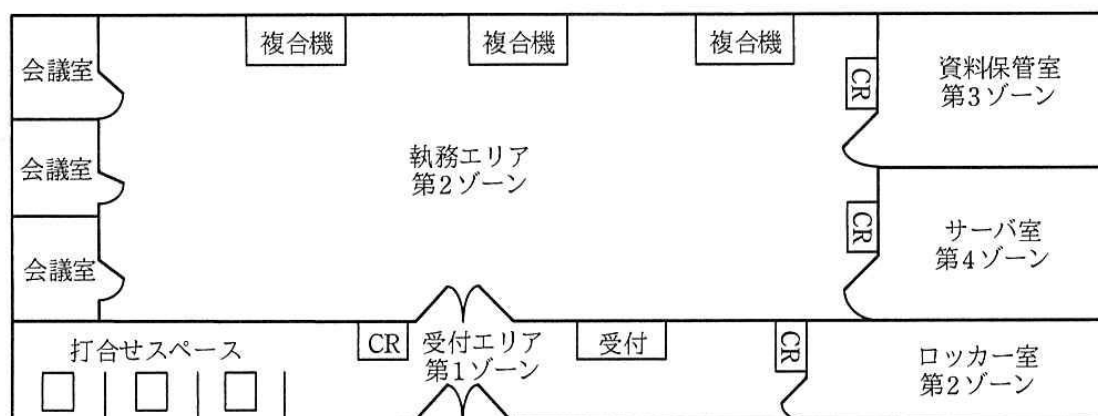 複合機
複合機
複合機
会議室
会議室
会議室
執務エリア
第2ゾーン
CR
資料保管室
第3ゾーン
CR
サーバ室
第4ゾーン
打合せスペース
CR
受付エリア
第1ゾーン
受付
CR
ロッカー室
第2ゾーン